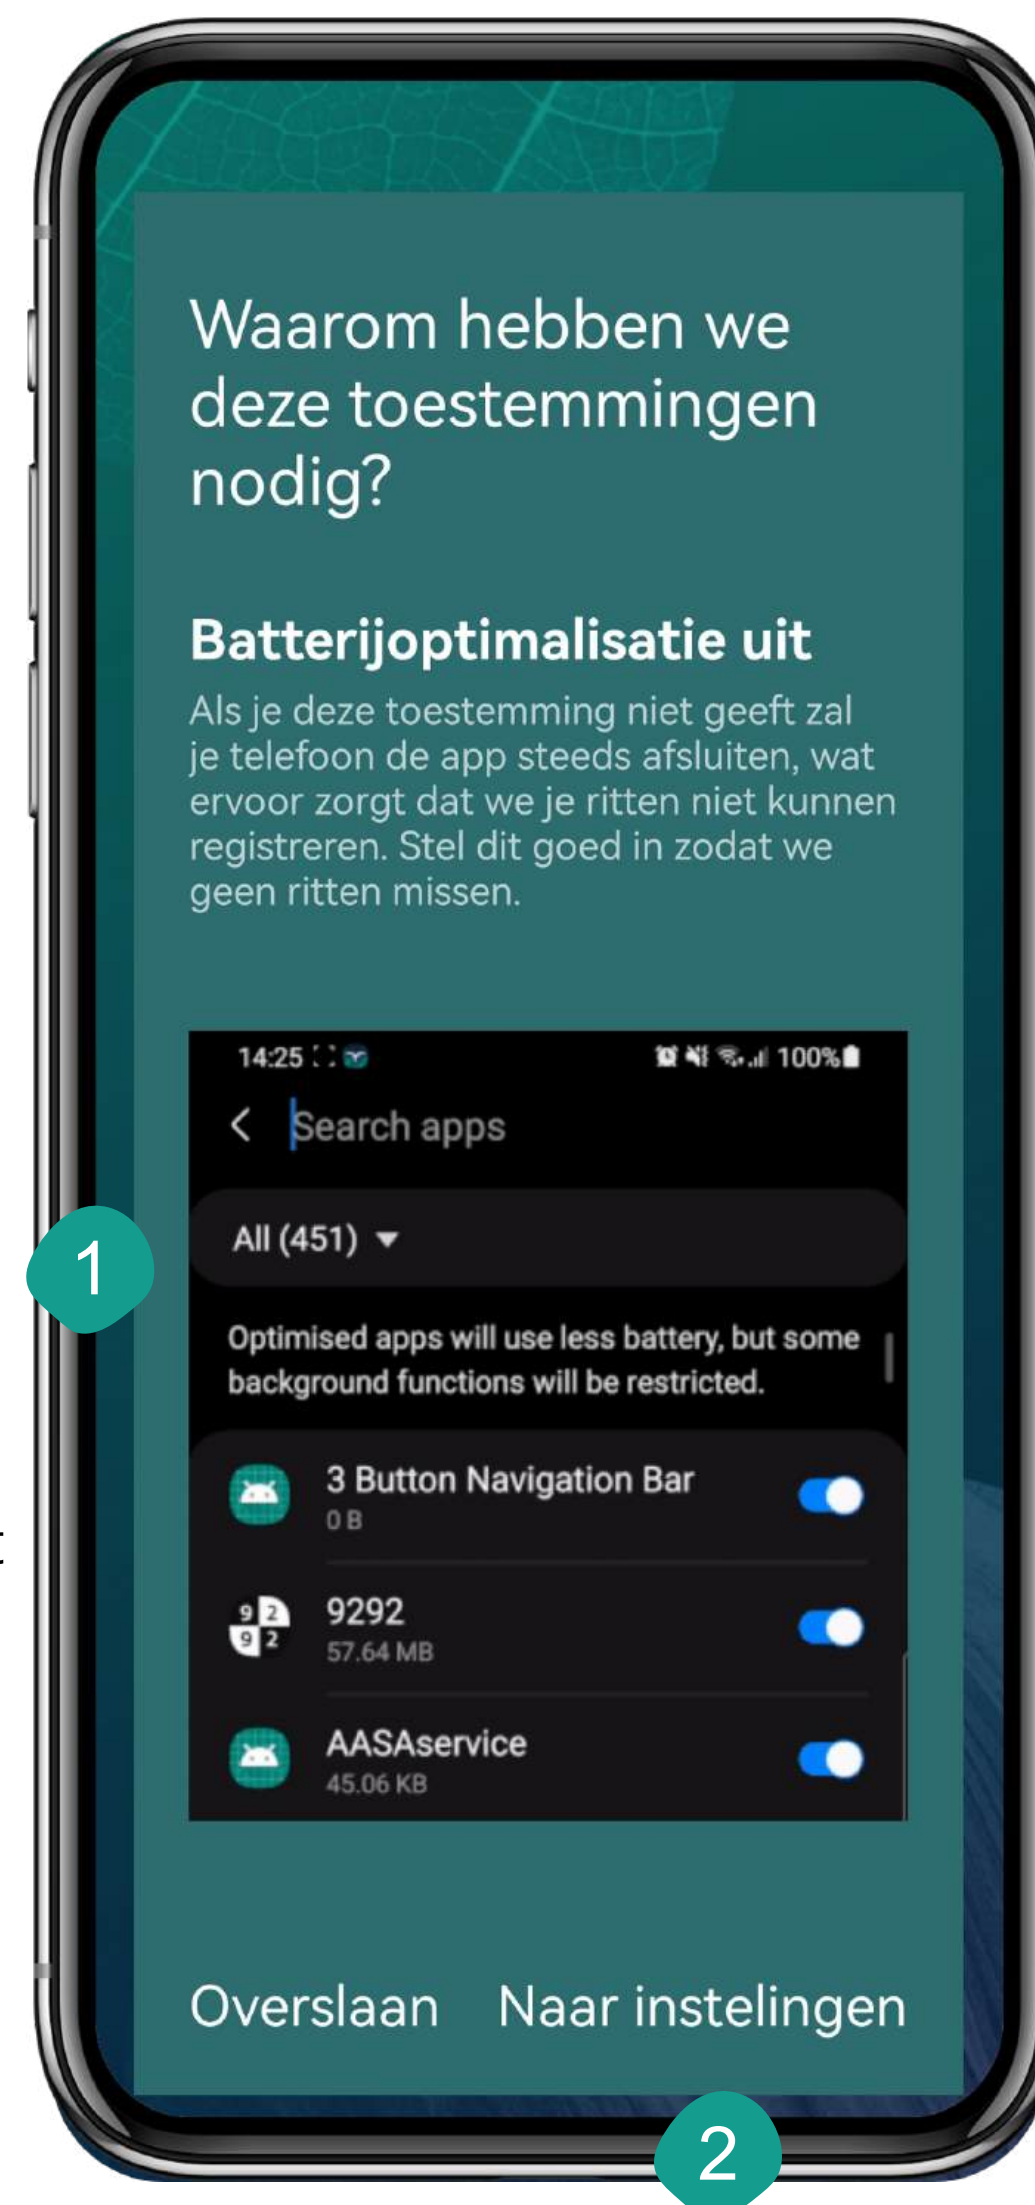 Waarom hebben we
deze toestemmingen
nodig?
Batterijoptimalisatie uit
Als je deze toestemming niet geeft zal
je telefoon de app steeds afsluiten, wat
ervoor zorgt dat we je ritten niet kunnen
registreren. Stel dit goed in zodat we
geen ritten missen.
14:25 100%
Search apps
All (451)
1
Optimised apps will use less battery, but some
background functions will be restricted.
3 Button Navigation Bar
0 B
9 2
9 2
9292
57.64 MB
AASAservice
45.06 KB
Overslaan Naar instelingen
2